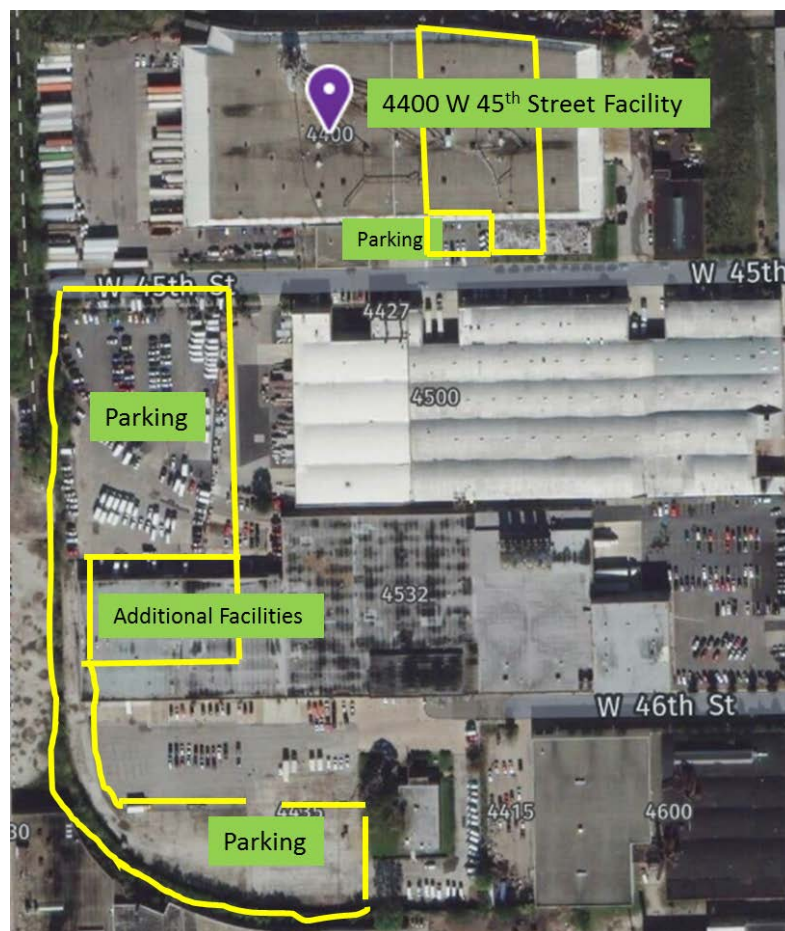 4400 W 45th Street Facility
4400
Parking
W 45th St
W 45th
4427
Parking
4500
Additional Facilities
4532
W 46th St
4435
4415
4600
30
Parking